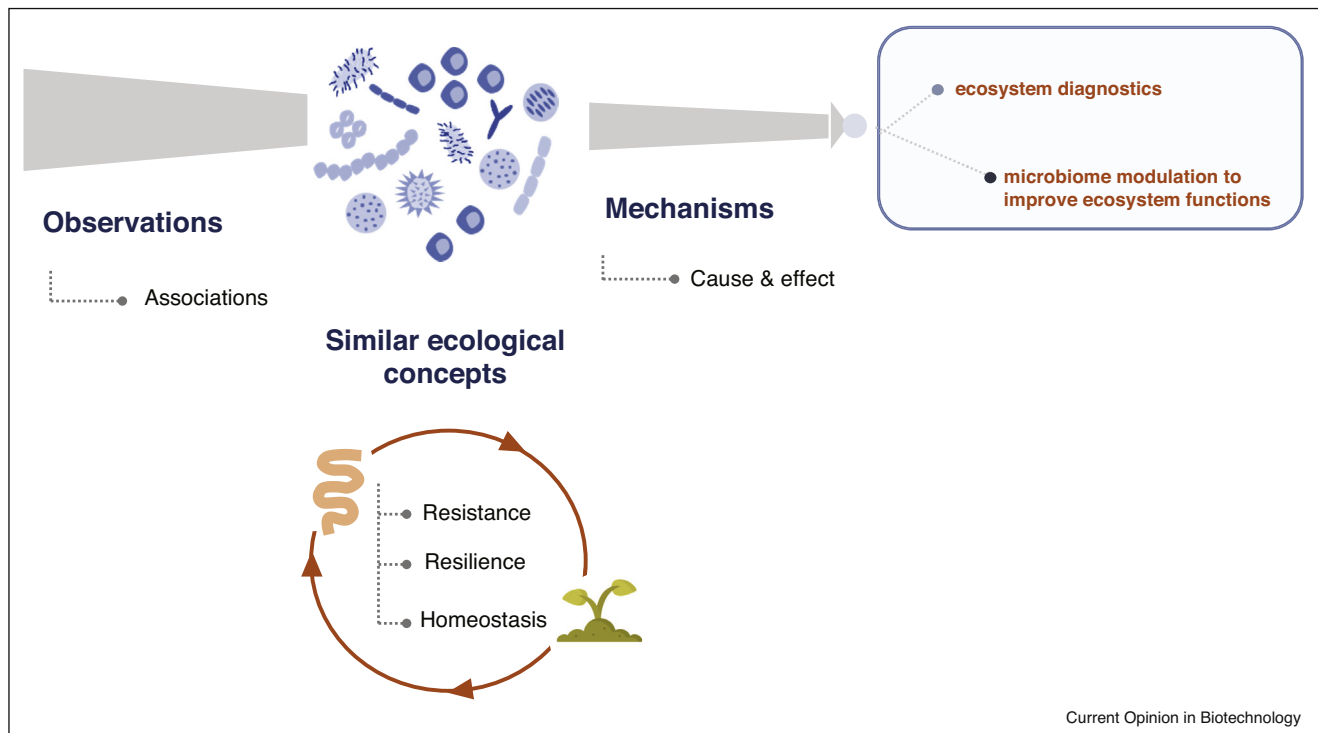 ecosystem diagnostics
microbiome modulation to
improve ecosystem functions
Observations
Associations
Mechanisms
Cause & effect
Similar ecological
concepts
Resistance
Resilience
Homeostasis
Current Opinion in Biotechnology